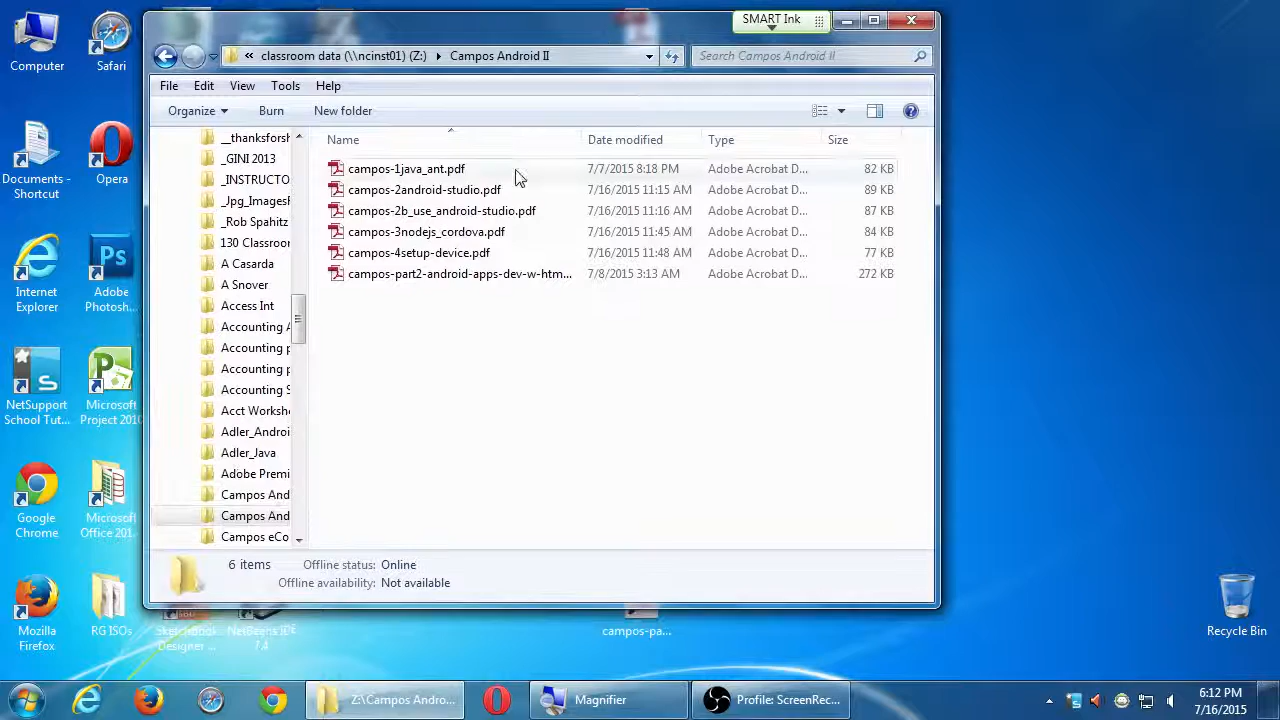 SMART Ink
« classroom data (\\ncinst01) (Z:) Campos Android II
Search Campos Android II
File Edit View Tools Help
Organize Burn New folder
Name Date modified Type Size
campos-1java_ant.pdf 7/7/2015 8:18 PM Adobe Acrobat D... 82 KB
campos-2android-studio.pdf 7/16/2015 11:15 AM Adobe Acrobat D... 89 KB
campos-2b_use_android-studio.pdf 7/16/2015 11:16 AM Adobe Acrobat D... 87 KB
campos-3nodejs_cordova.pdf 7/16/2015 11:45 AM Adobe Acrobat D... 84 KB
campos-4setup-device.pdf 7/16/2015 11:48 AM Adobe Acrobat D... 77 KB
campos-part2-android-apps-dev-w-htm... 7/8/2015 3:13 AM Adobe Acrobat D... 272 KB
__thanksforsh
_GINI 2013
_INSTRUCTO
_Jpg_ImagesF
_Rob Spahitz
130 Classroor
A Casarda
A Snover
Access Int
Accounting A
Accounting p
Accounting p
Accounting S
Acct Worksho
Adler_Androi
Adler_Java
Adobe Premi
Campos And
Campos And
Campos eCo
6 items
Offline status: Online
Offline availability: Not available
Computer
Safari
Documents -
Shortcut
Opera
Internet
Explorer
Adobe
Photosh...
NetSupport
School Tut...
Microsoft
Project 2010
Google
Chrome
Microsoft
Office 201...
Mozilla
Firefox
RG ISOs
SketchBook
Designer ...
NetBeans IDE
7.4
campos-pa...
Recycle Bin
Z:\Campos Andro...
Magnifier
Profile: ScreenRec...
6:12 PM
7/16/2015